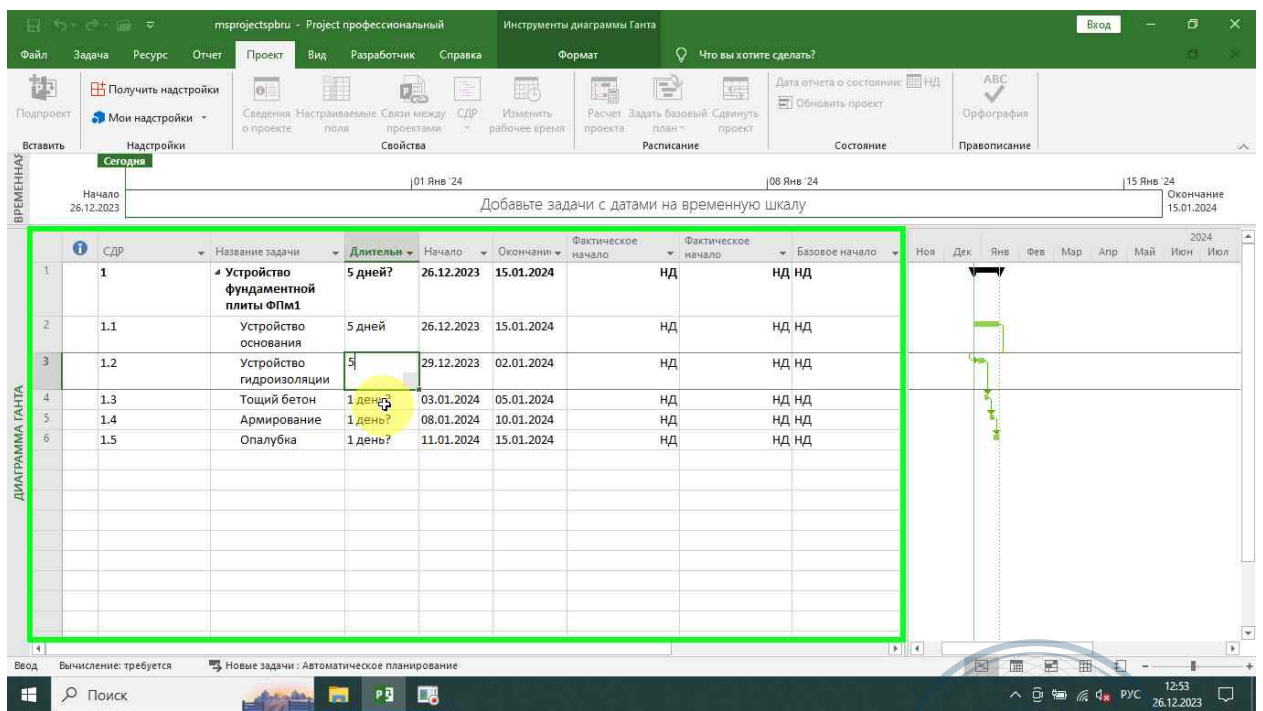 msprojectspbru - Project профессиональный
Инструменты диаграммы Ганта
Вход
Файл Задача Ресурс Отчет Проект Вид Разработчик Справка Формат Что вы хотите сделать?
Подпроект
Получить надстройки
Мои надстройки
Сведения о проекте
Настраиваемые поля
Связи между проектами
СДР
Изменить рабочее время
Расчет проекта
Задать базовый план
Сдвинуть проект
Дата отчета о состоянии: НД
Обновить проект
ABC
Орфография
Вставить Надстройки Свойства Расписание Состояние Правописание
ВРЕМЕННАЯ
Сегодня
01 Янв '24 08 Янв '24 15 Янв '24
Начало
26.12.2023
Добавьте задачи с датами на временную шкалу
Окончание
15.01.2024
ДИАГРАММА ГАНТА
СДР Название задачи Длительн Начало Окончани Фактическое начало Фактическое начало Базовое начало
2024
Ноя Дек Янв Фев Мар Апр Май Июн Июл
1 1 Устройство фундаментной плиты ФПм1 5 дней? 26.12.2023 15.01.2024 НД НД НД
2 1.1 Устройство основания 5 дней 26.12.2023 15.01.2024 НД НД НД
3 1.2 Устройство гидроизоляции 5 29.12.2023 02.01.2024 НД НД НД
4 1.3 Тощий бетон 1 день? 03.01.2024 05.01.2024 НД НД НД
5 1.4 Армирование 1 день? 08.01.2024 10.01.2024 НД НД НД
6 1.5 Опалубка 1 день? 11.01.2024 15.01.2024 НД НД НД
Ввод Вычисление: требуется Новые задачи : Автоматическое планирование
Поиск
РУС
12:53
26.12.2023